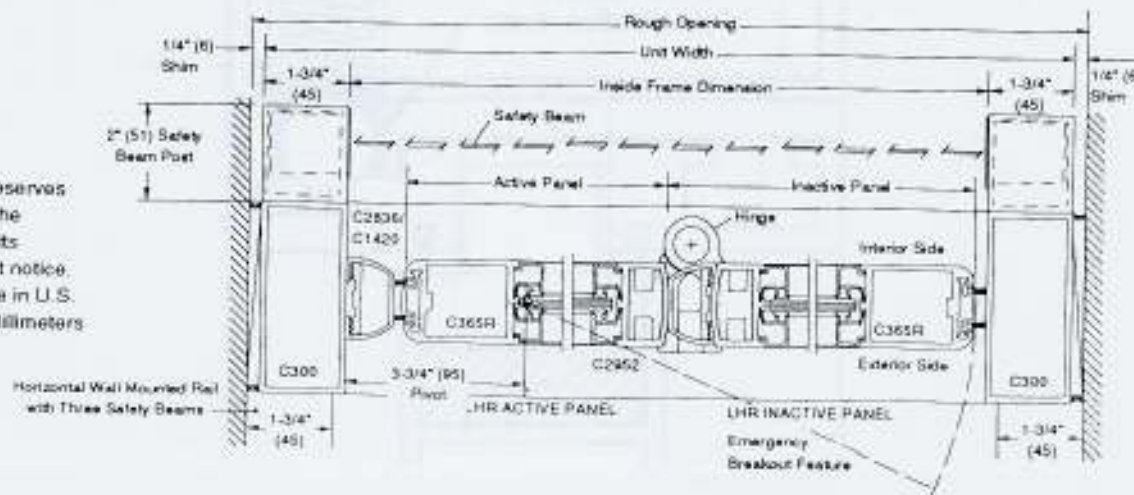 Rough Opening
1/4" (6)
Shim
Unit Width
1-3/4"
(45)
Inside Frame Dimension
1-3/4"
(45)
1/4" (6
Shim
2" (51) Safety
Beam Post
Safety Beam
Active Panel
Inactive Panel
eserves
he
ts
t notice
e in U.S.
illimeters
C2836/
C1420
Hinge
Interior Side
C365R
C365R
C300
C2952
Exterior Side
C300
Horizontal Wall Mounted Rail
with Three Safety Beams
3-3/4" (95)
Pivot
LHR ACTIVE PANEL
LHR INACTIVE PANEL
1-3/4"
(45)
Emergency
Breakout Feature
1-3/4"
(45)